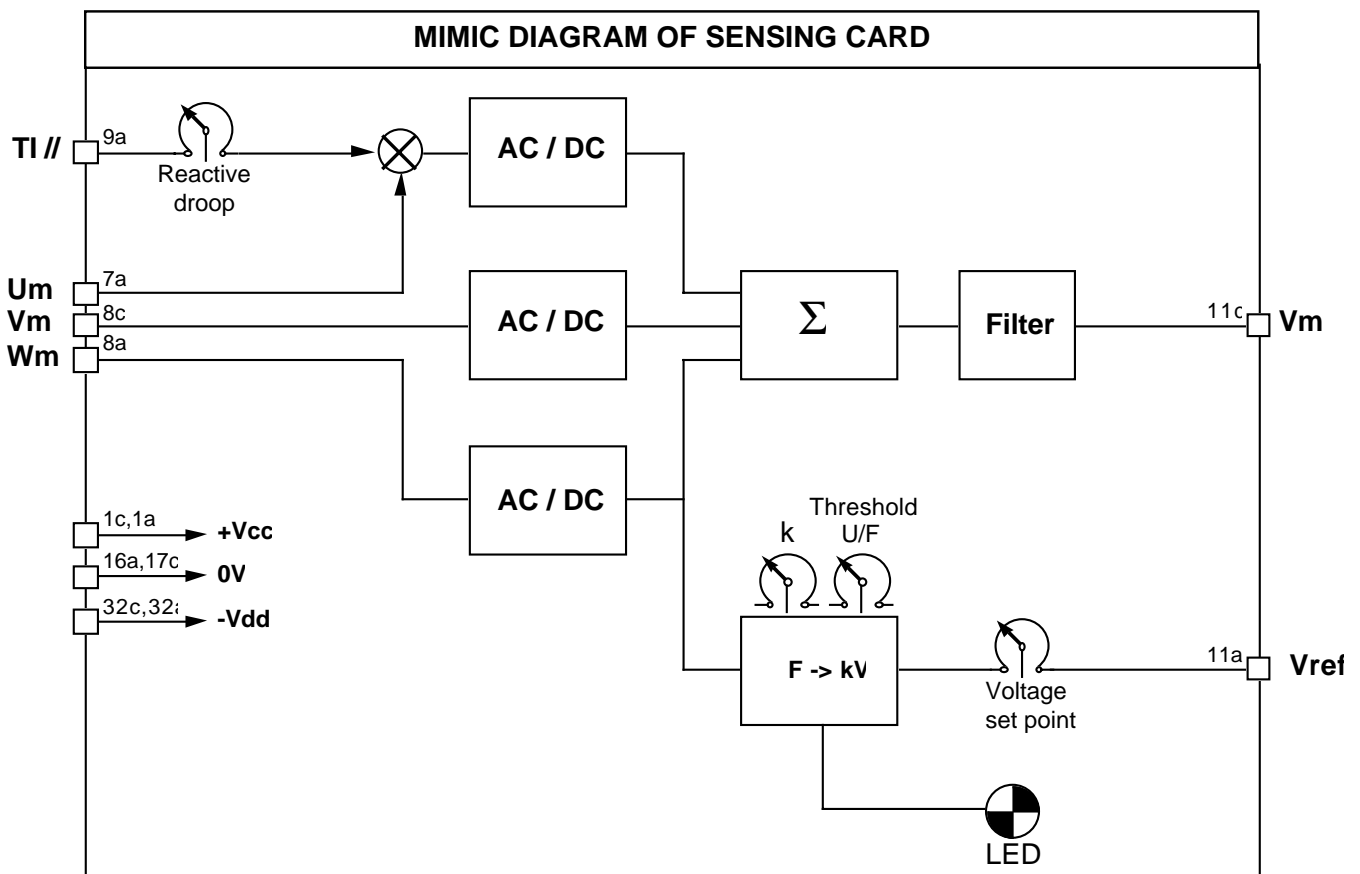 MIMIC DIAGRAM OF SENSING CARD
TI //
9a
Reactive
droop
AC / DC
Um
7a
Vm
8c
Wm
8a
AC / DC
Σ
Filter
11c
Vm
AC / DC
1c,1a
+Vcc
16a,17c
0V
32c,32a
-Vdd
k
Threshold
U/F
F -> kV
Voltage
set point
11a
Vref
LED